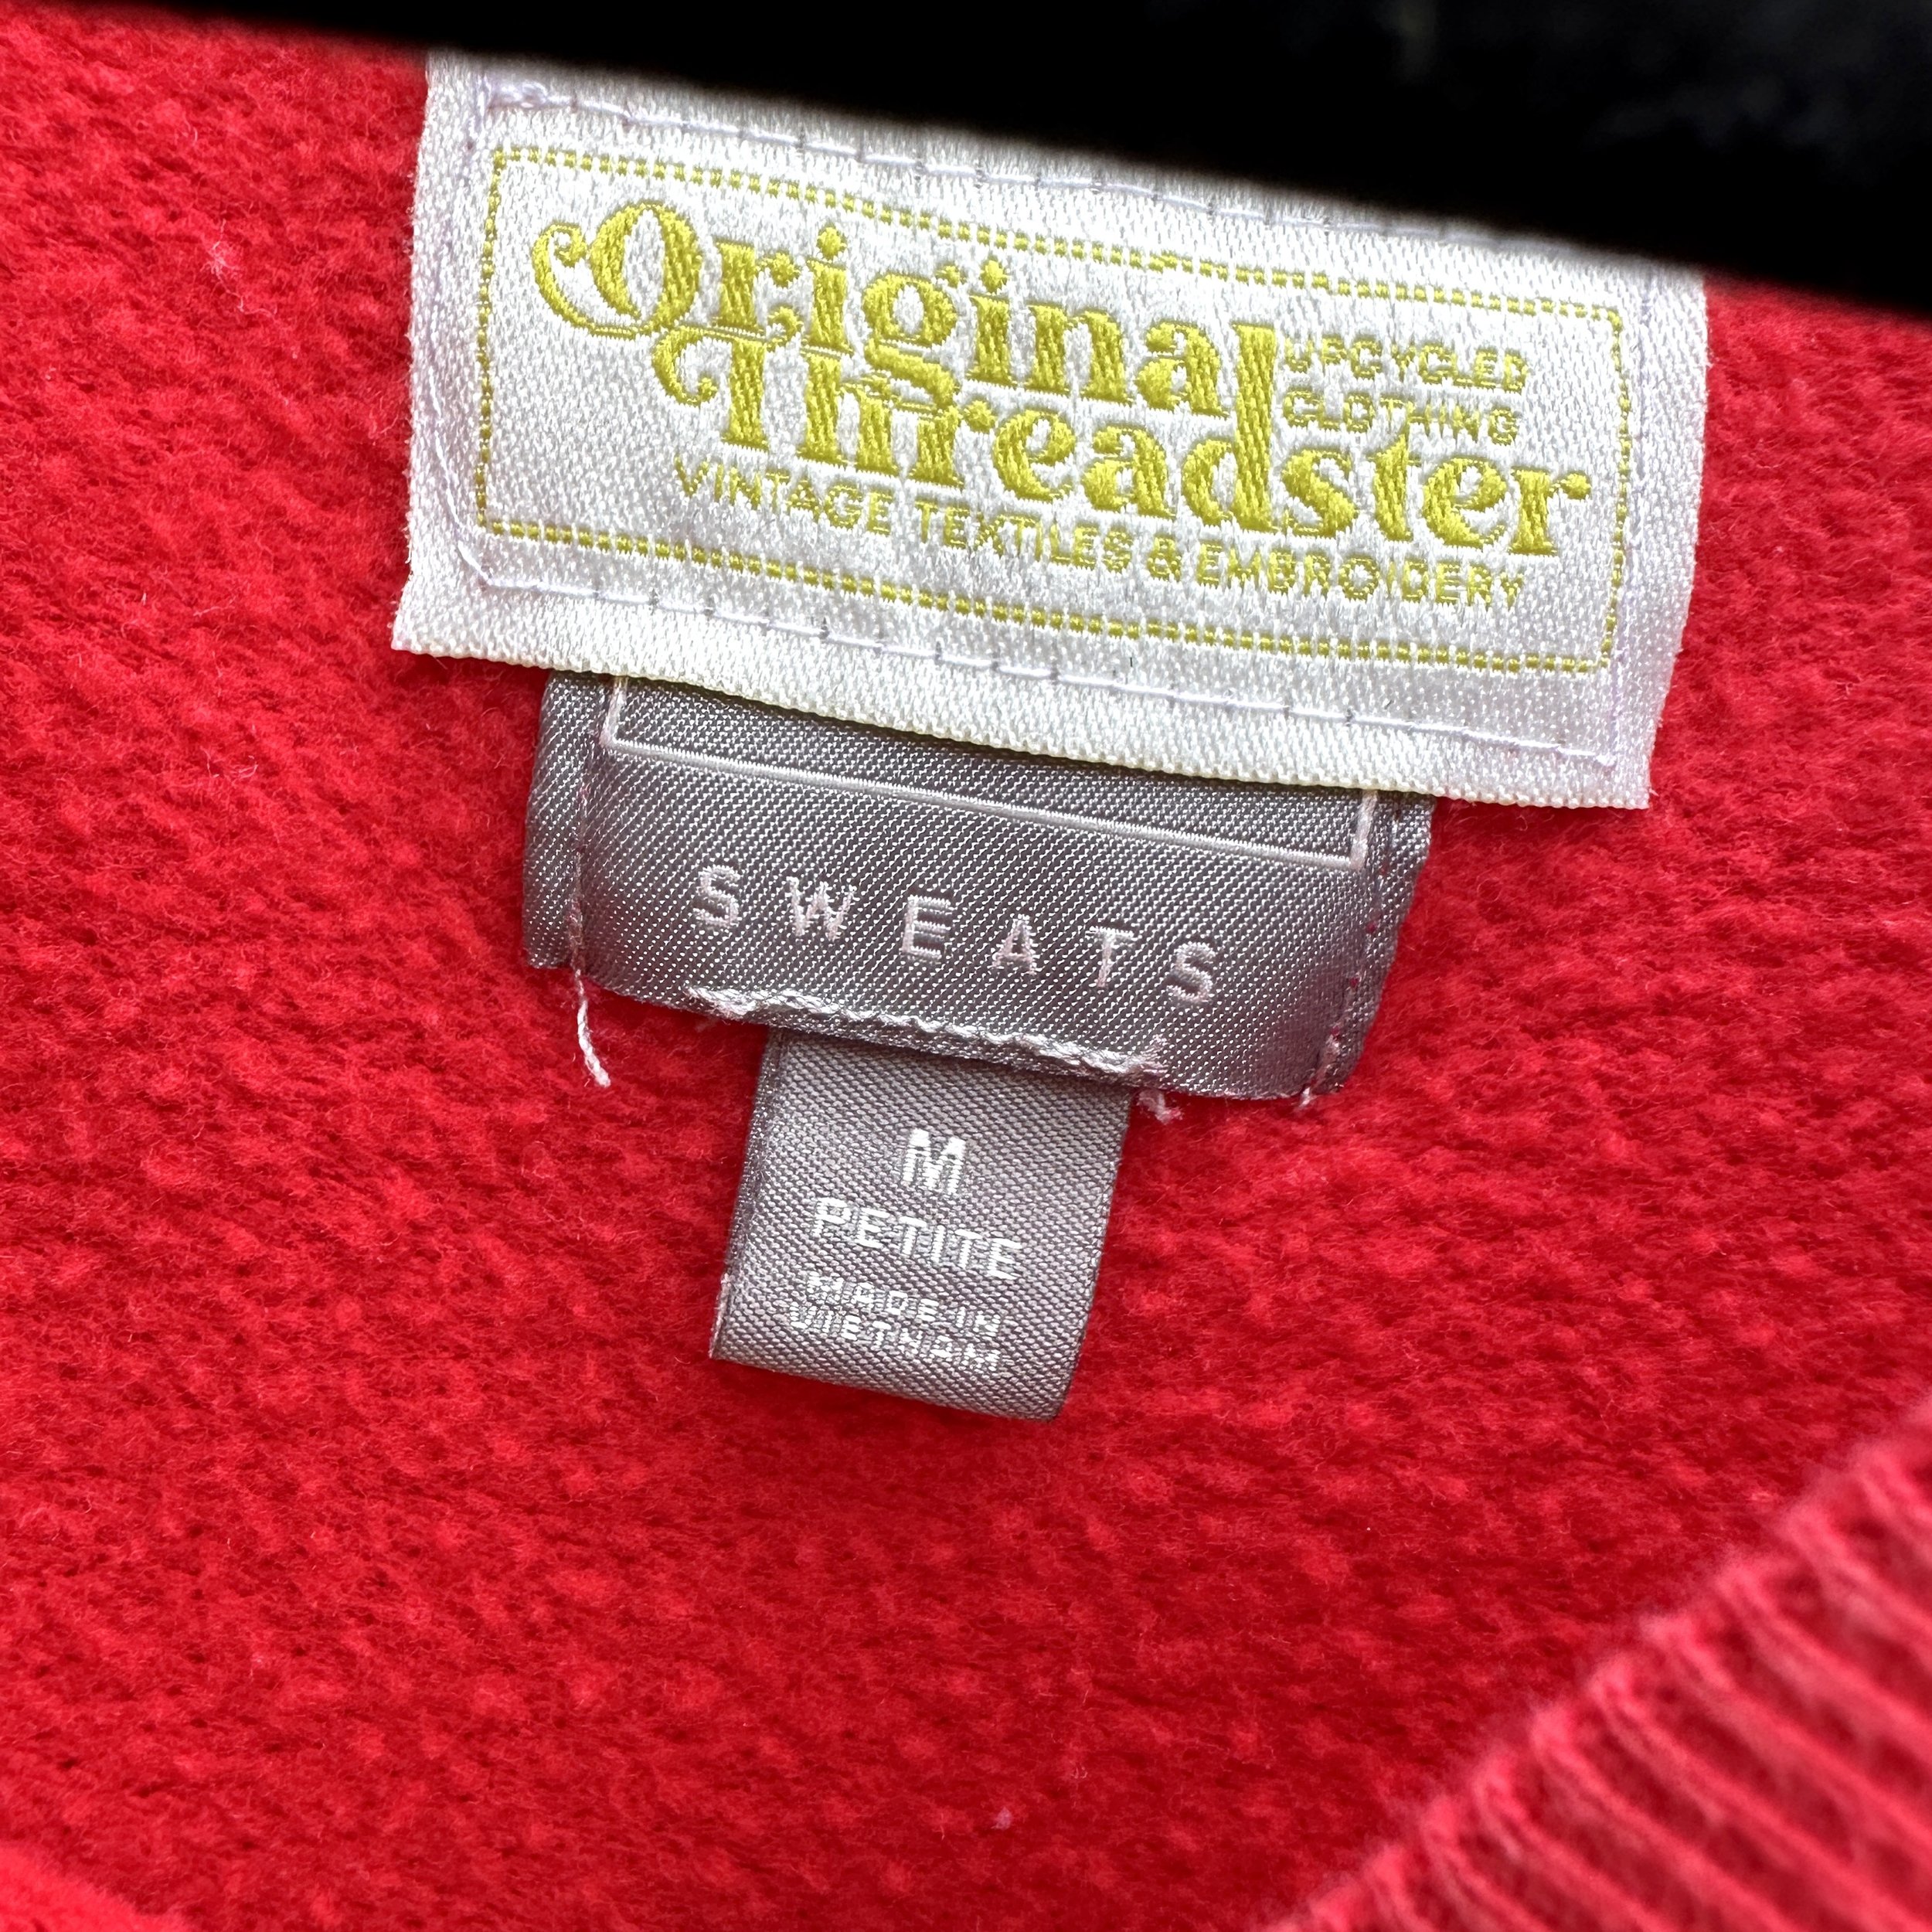 Original
UPCYCLED
CLOTHING
Threadster
VINTAGE TEXTILES & EMBROIDERY
SWEATS
M
PETITE
MADE IN
VIETNAM